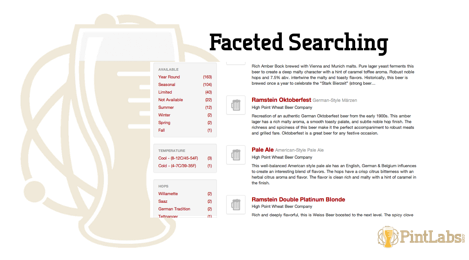 Faceted Searching
AVAILABLE
Year Round (163)
Seasonal (104)
Limited (40)
Not Available (20)
Summer (13)
Winter (2)
Spring (2)
Fall (1)
TEMPERATURE
Cool - (8-12C/45-54F) (3)
Cool - (4-7C/39-45F) (1)
HOPS
Willamette (2)
Saaz (2)
German Tradition (2)
Tettnanger (1)
Rich Amber Bock brewed with Vienna and Munich malts. Pure lager yeast ferments this
beer to create a deep malty character with a hint of caramel toffee aroma. Robust noble
hops and 7.5% abv. intertwine the malty and toasty flavors. Historically, this beer is
brewed once a year to celebrate the "Stark Bierzeit" (strong beer...
Ramstein Oktoberfest German-Style Märzen
High Point Wheat Beer Company
Recreation of an authentic German Octoberfest beer from the early 1900s. This amber
lager has a rich malty aroma, a smooth toasty palate, and subtle noble hop finish. The
richness and spiciness of this beer make it the perfect accompaniment to robust meats
and grilled fare. Oktoberfest is a great beer for any festive occasion.
Pale Ale American-Style Pale Ale
High Point Wheat Beer Company
This well-balanced American style pale ale has an English, German & Belgium influences
to create an interesting blend of flavors. The hops have a crisp citrus bitterness with an
herbal citrus aroma and flavor. The flavor is clean rich and malty with a hint of caramel in
the finish.
Ramstein Double Platinum Blonde
High Point Wheat Beer Company
Rich and deeply flavorful, this is Weiss Beer boosted to the next level. The spicy clove
PintLabs